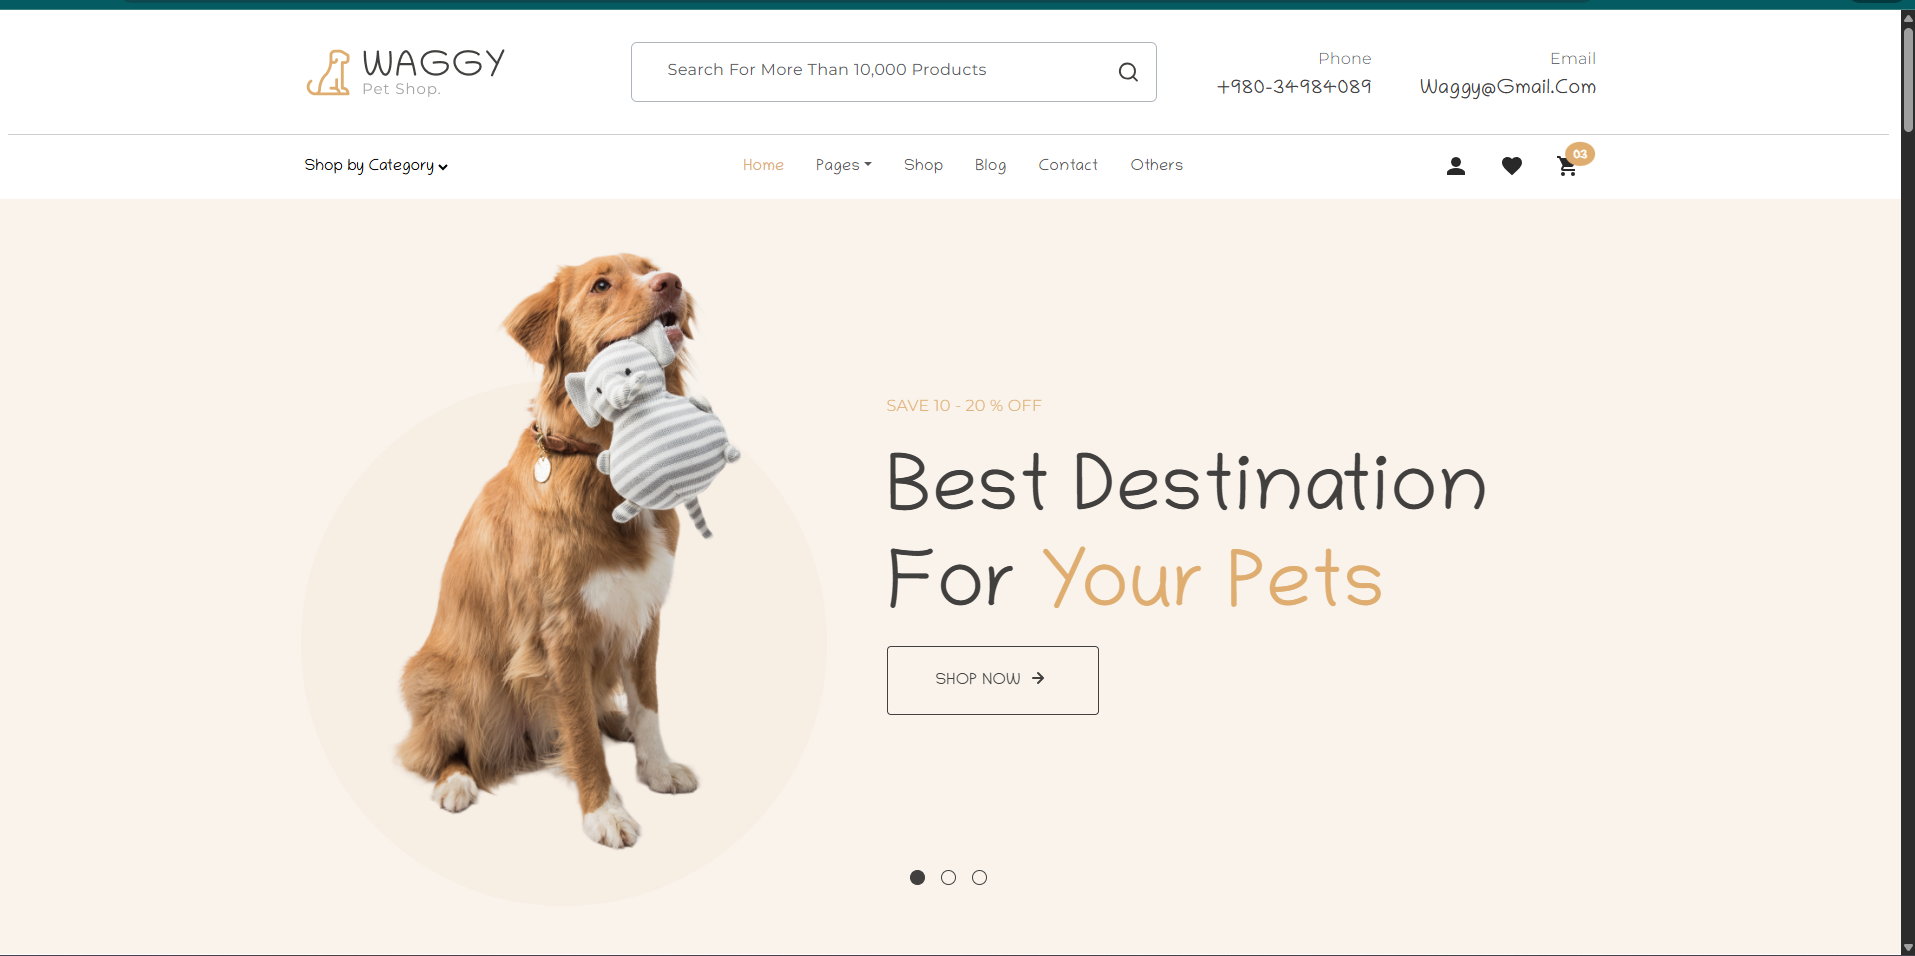 WAGGY
Pet Shop.
Search For More Than 10,000 Products
Phone
+980-34984089
Email
Waggy@Gmail.Com
Shop by Category
Home
Pages
Shop
Blog
Contact
Others
03
SAVE 10 - 20 % OFF
Best Destination
For Your Pets
SHOP NOW